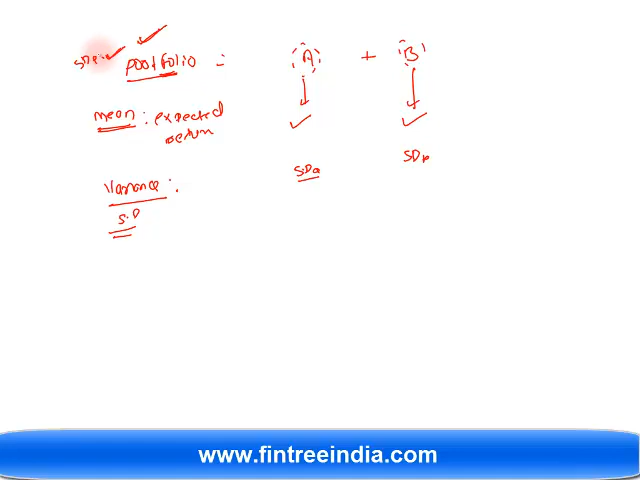 portfolio = A + B
mean : expected
return
SDa SDb
Variance :
S.D
www.fintreeindia.com